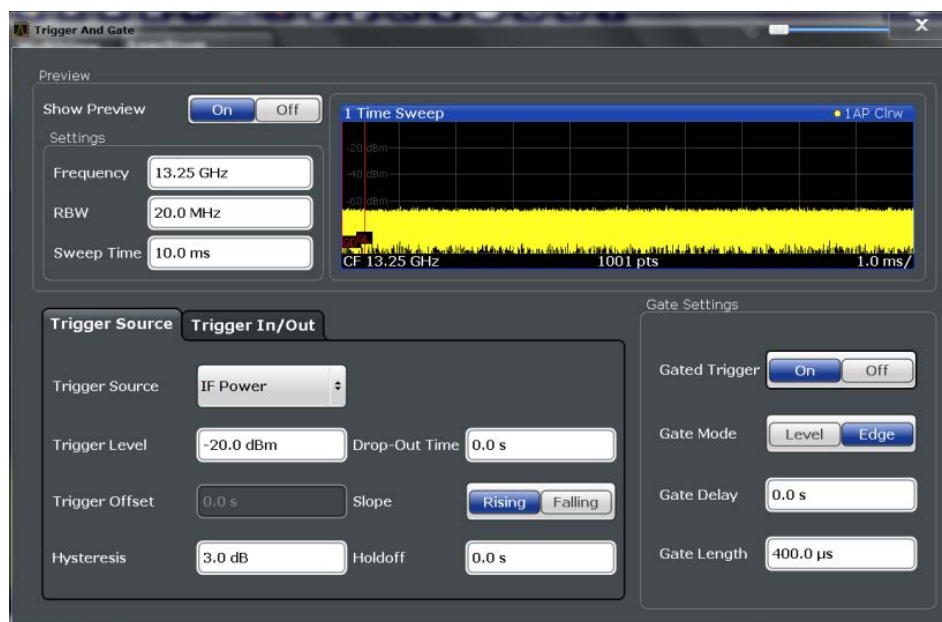 Trigger And Gate
X
Preview
Show Preview On Off
Settings
Frequency 13.25 GHz
RBW 20.0 MHz
Sweep Time 10.0 ms
1 Time Sweep 1AP Clrw
-20 dBm
-40 dBm
-60 dBm
CF 13.25 GHz 1001 pts 1.0 ms/
Trigger Source Trigger In/Out
Trigger Source IF Power
Trigger Level -20.0 dBm Drop-Out Time 0.0 s
Trigger Offset 0.0 s Slope Rising Falling
Hysteresis 3.0 dB Holdoff 0.0 s
Gate Settings
Gated Trigger On Off
Gate Mode Level Edge
Gate Delay 0.0 s
Gate Length 400.0 µs